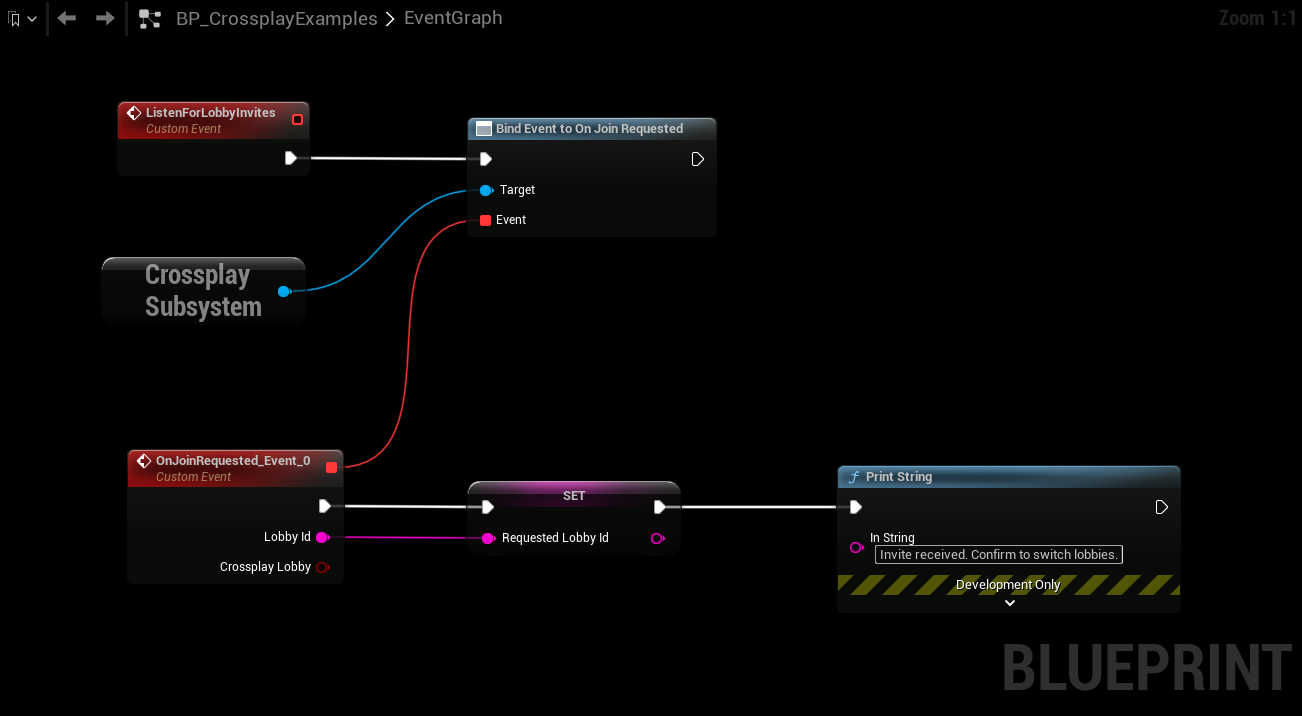 BP_CrossplayExamples > EventGraph
Zoom 1:1
ListenForLobbyInvites
Custom Event
Bind Event to On Join Requested
Target
Event
Crossplay
Subsystem
OnJoinRequested_Event_0
Custom Event
Lobby Id
Crossplay Lobby
SET
Requested Lobby Id
Print String
In String
Invite received. Confirm to switch lobbies.
Development Only
BLUEPRINT